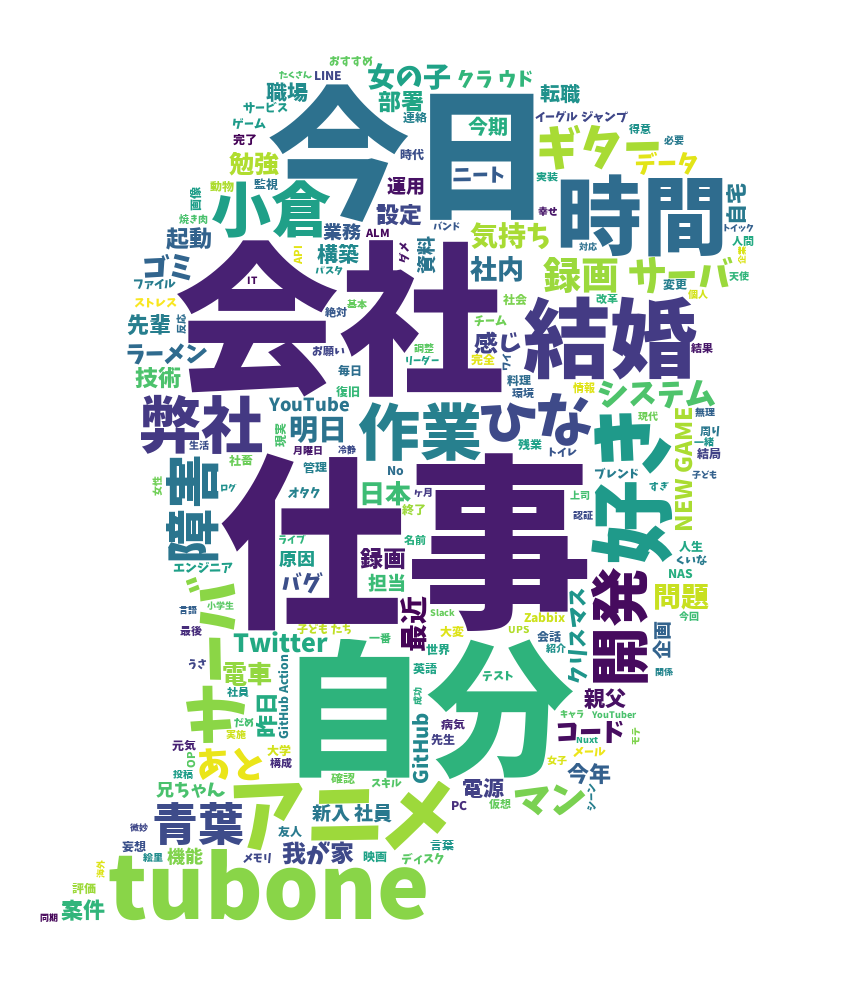 おすすめ
たくさん
LINE
女の子
クラウド
職場
サービス
部署
連絡
転職
ゲーム
今日
今期
イーグル ジャンプ
得意
完了
時代
ギター
必要
勉強
データ
動物
監視
ニート
実装
運用
画像
小倉
設定
時間
自宅
幸せ
焼き肉
バンド
トイック
起動
業務
ALM
気持ち
対応
人間
API
構築
ダメ
資料
企業
ゴミ
パスタ
社内
録画
サーバ
天使
ファイル
IT
会社
変更
個人
ストレス
基本
社会
改革
先輩
反応
絶対
チーム
結婚
感じ
ラーメン
お願い
調整
完全
結果
技術
リーダー
毎日
料理
情報
復旧
環境
システム
弊社
YouTube
作業
ひな
好き
現代
無理
明日
NEW GAME
周り
生活
現実
月曜日
冷静
残業
トイレ
一緒
結局
社畜
障害
管理
No
ブレンド
子ども
女性
ログ
オタク
日本
ヶ月
上司
すぎ
仕事
終了
認証
ライブ
名前
人生
エンジニア
原因
録画
くいな
NAS
バグ
担当
開発
問題
サーバ
小学生
言語
最近
Slack
Zabbix
クリスマス
今回
最後
子ども たち
大変
UPS
会話
企画
Twitter
一番
世界
紹介
うさ
電車
自分
英語
テスト
関係
社員
昨日
GitHub Action
成功
親父
だめ
キャラ
YouTuber
実施
GitHub
病気
コード
モテ
元気
あと
大学
先生
Nuxt
メール
OP
構成
女子
投稿
確認
スキル
電源
今年
兄ちゃん
アニメ
PC
仮想
マン
シーン
青葉
新入 社員
微妙
友人
妄想
我が家
言葉
絵里
機能
メモリ
映画
ディスク
海外
tubone
評価
案件
同期